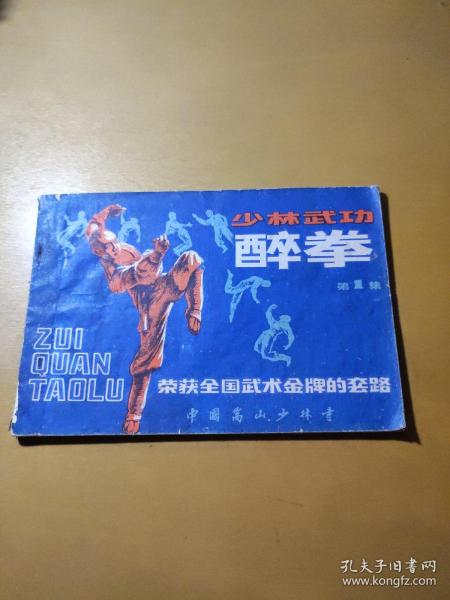 少林武功
醉拳
第1集
ZUI
QUAN
TAOLU
荣获全国武术金牌的套路
中国嵩山少林寺
孔夫子旧书网
www.kongfz.com